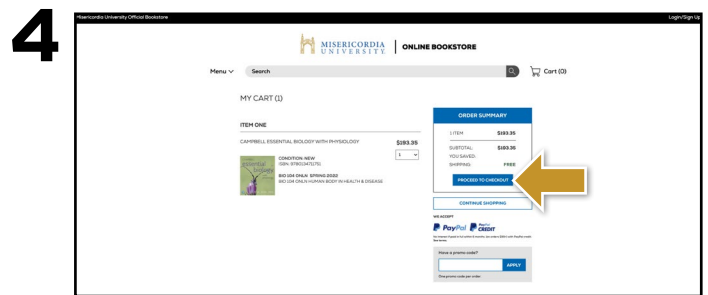 4
Misericordia University Official Bookstore
Login/Sign Up
MISERICORDIA
UNIVERSITY
ONLINE BOOKSTORE
Menu
Search
Cart (0)
MY CART (1)
ITEM ONE
CAMPBELL ESSENTIAL BIOLOGY WITH PHYSIOLOGY
$193.35
1
CONDITION: NEW
BIO 104 ONLN SPRING 2022
BIO 104 ONLN HUMAN BODY IN HEALTH & DISEASE
ORDER SUMMARY
1 ITEM $193.35
SUBTOTAL: $193.35
YOU SAVED:
SHIPPING: FREE
PROCEED TO CHECKOUT
CONTINUE SHOPPING
WE ACCEPT
PayPal PayPal CREDIT
Have a promo code?
APPLY
One promo code per order.